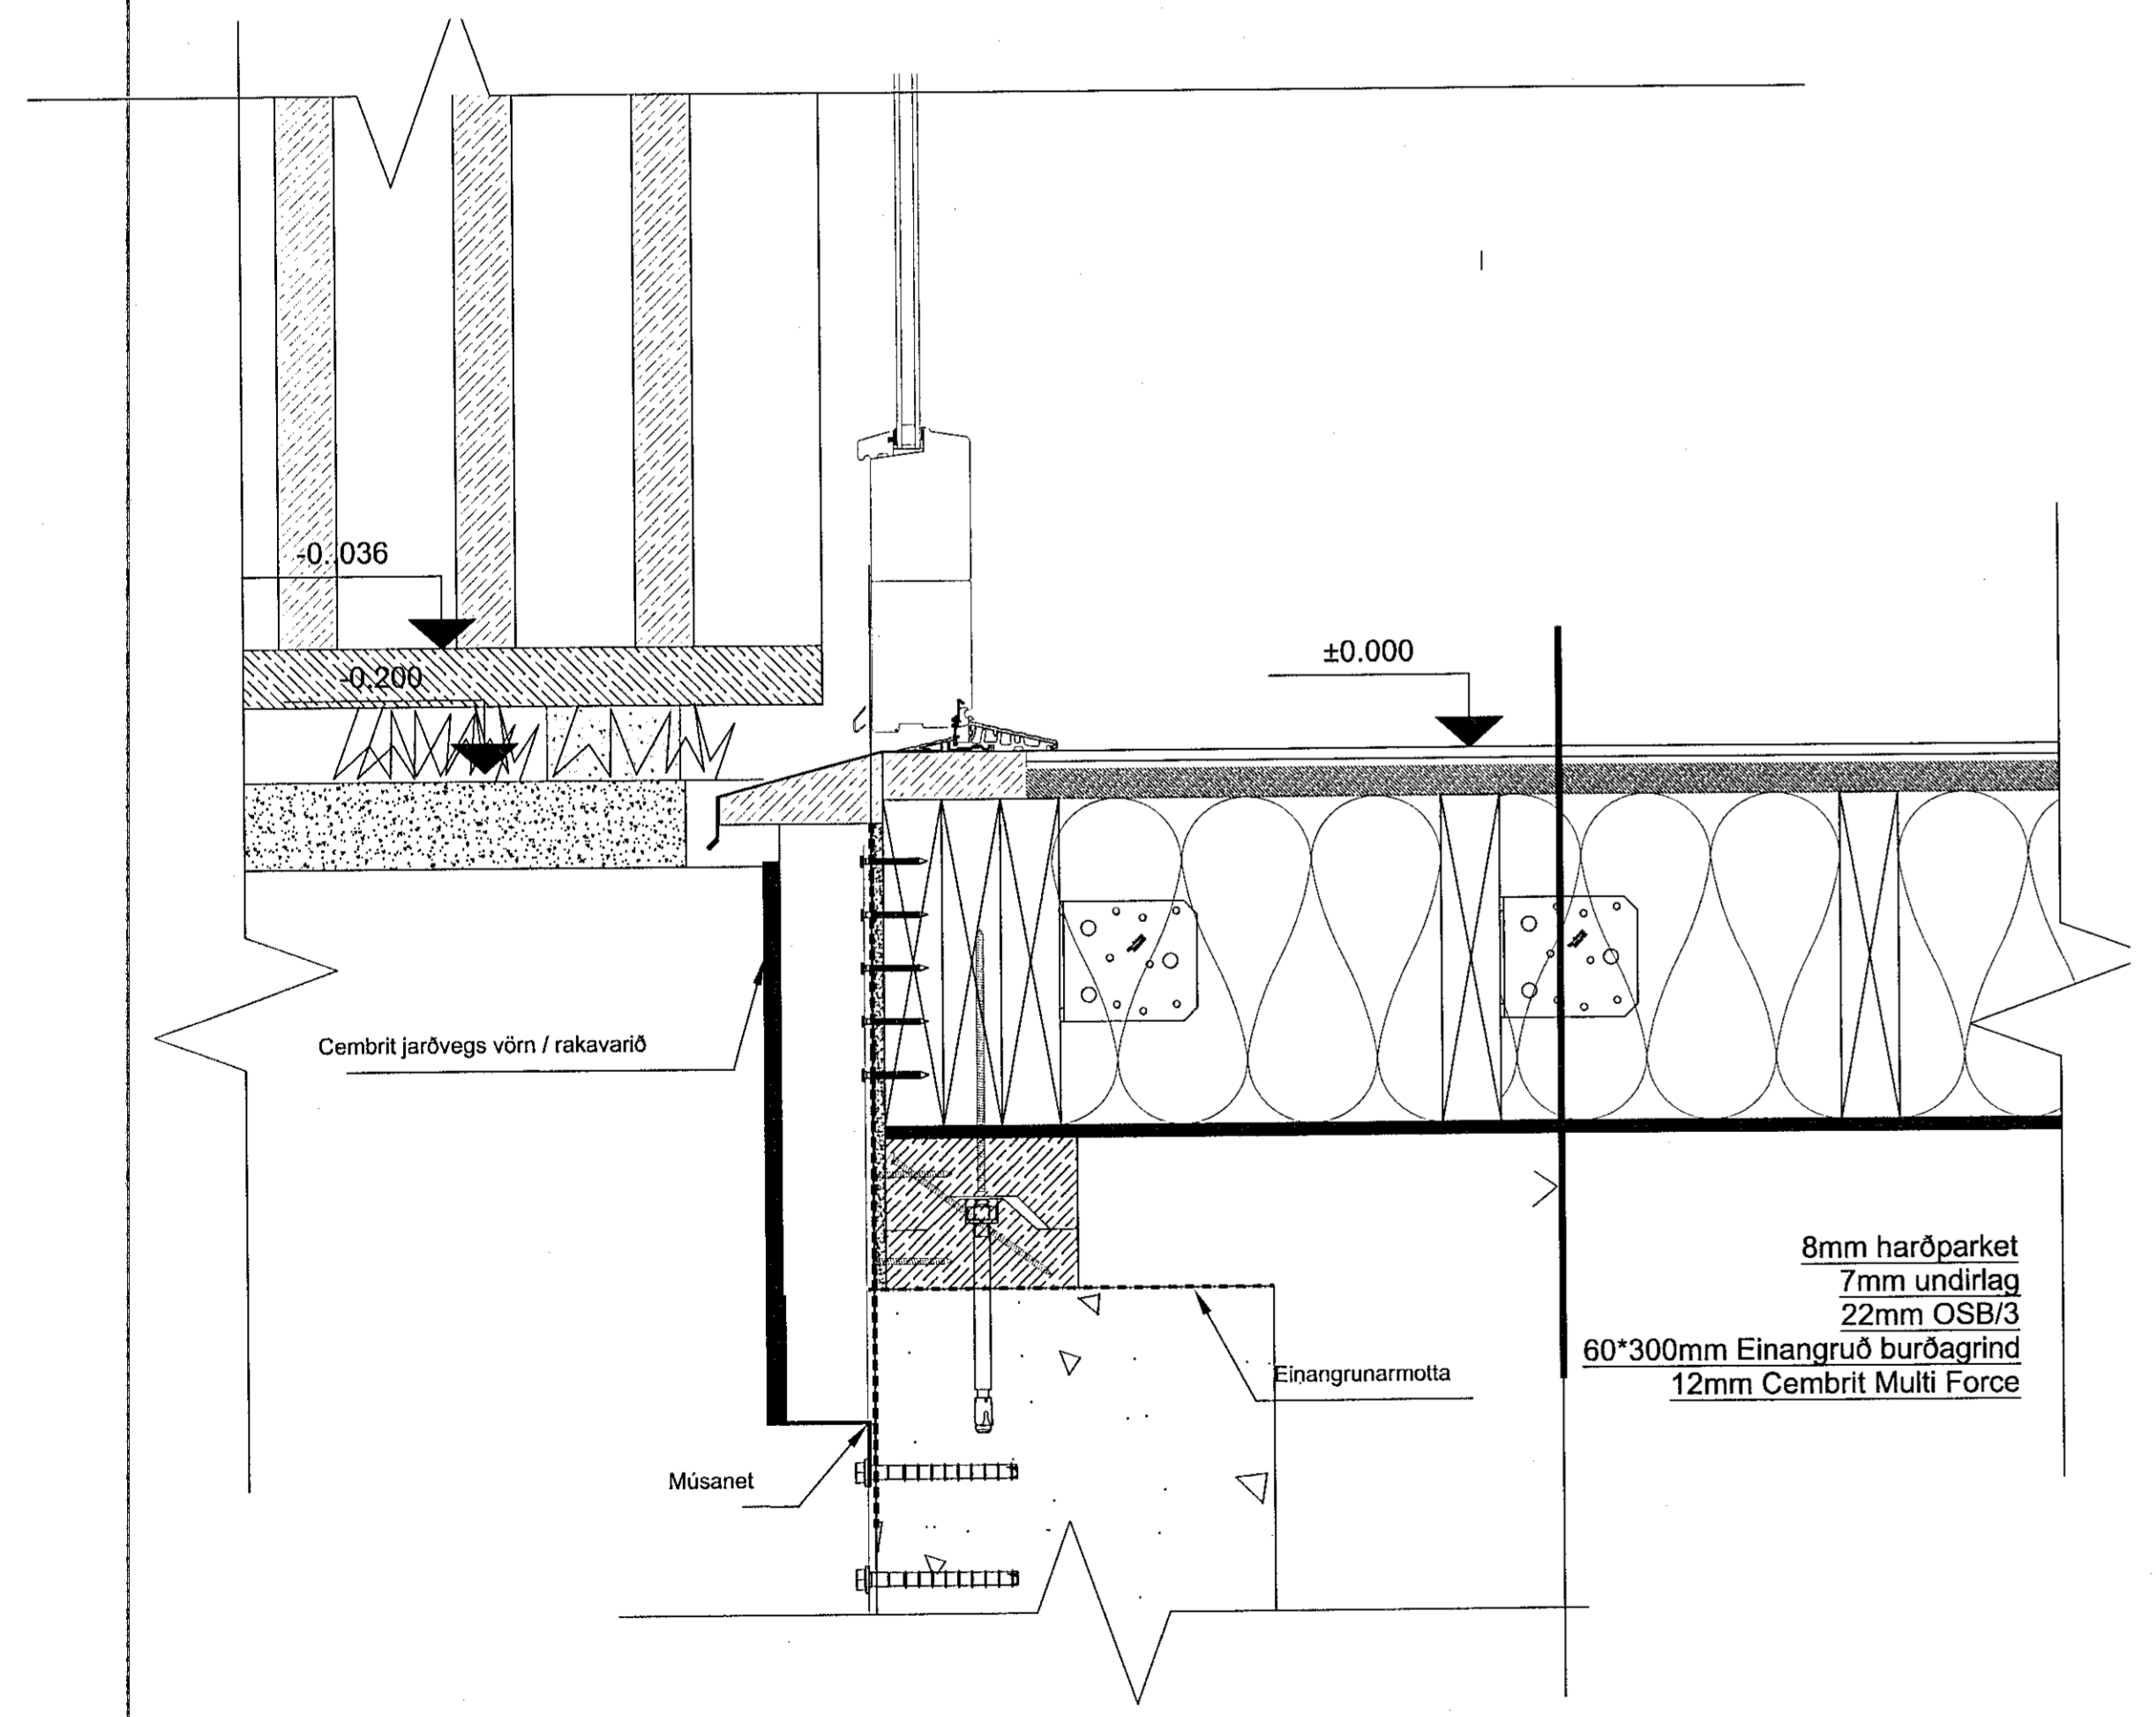 -0..036
-0.200
±0.000
Cembrit jarðvegs vörn / rakavarið
8mm harðparket
7mm undirlag
22mm OSB/3
60*300mm Einangruð burðagrind
12mm Cembrit Multi Force
Einangrunarmotta
Músanet